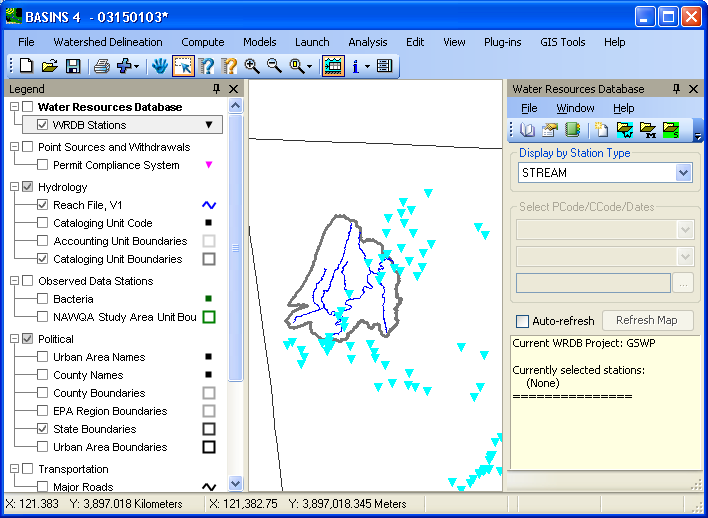 BASINS 4 - 03150103*
File Watershed Delineation Compute Models Launch Analysis Edit View Plug-ins GIS Tools Help
Legend
Water Resources Database
WRDB Stations
Point Sources and Withdrawals
Permit Compliance System
Hydrology
Reach File, V1
Cataloging Unit Code
Accounting Unit Boundaries
Cataloging Unit Boundaries
Observed Data Stations
Bacteria
NAWQA Study Area Unit Bou
Political
Urban Area Names
County Names
County Boundaries
EPA Region Boundaries
State Boundaries
Urban Area Boundaries
Transportation
Major Roads
Water Resources Database
File Window Help
Display by Station Type
STREAM
Select PCode/CCode/Dates
...
Auto-refresh
Refresh Map
Current WRDB Project: GSWP
Currently selected stations:
(None)
===============
X: 121.383 Y: 3,897.018 Kilometers X: 121,382.75 Y: 3,897,018.345 Meters